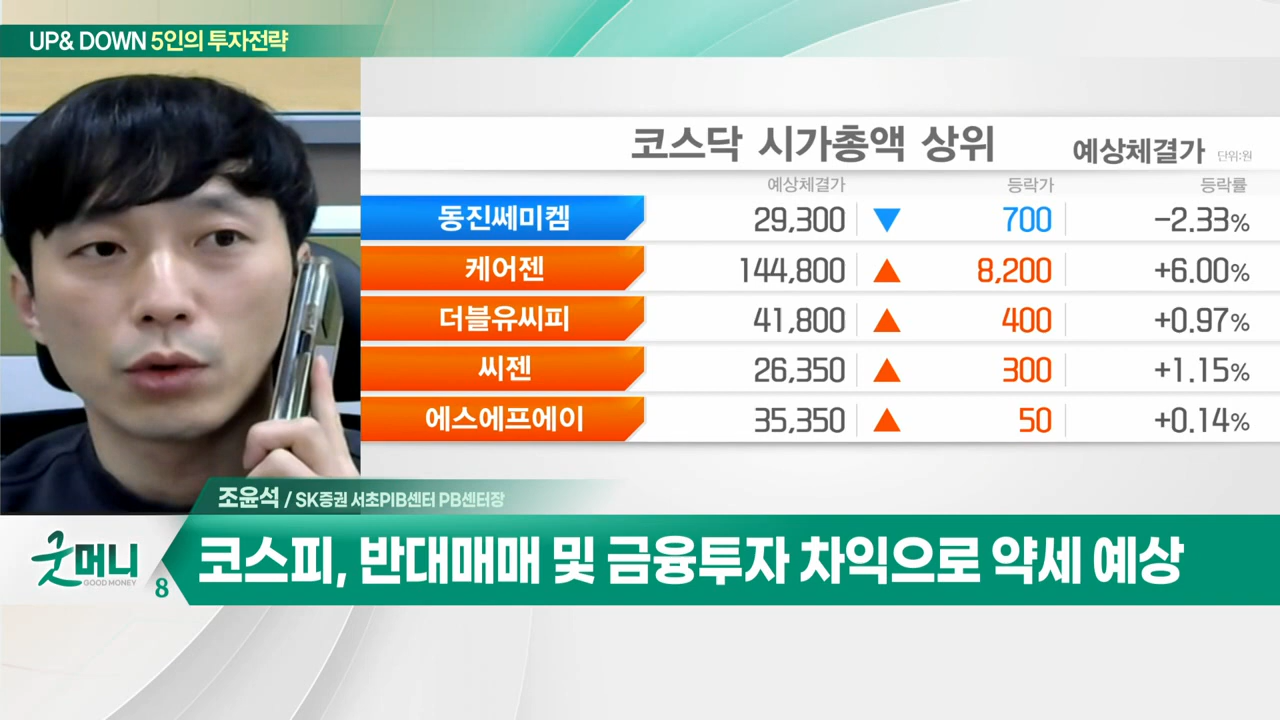 UP& DOWN 5인의 투자전략
코스닥 시가총액 상위 예상체결가 단위:원
예상체결가 등락가 등락률
동진쎄미켐 29,300 ▼ 700 -2.33%
케어젠 144,800 ▲ 8,200 +6.00%
더블유씨피 41,800 ▲ 400 +0.97%
씨젠 26,350 ▲ 300 +1.15%
에스에프에이 35,350 ▲ 50 +0.14%
조윤석 / SK증권 서초PIB센터 PB센터장
굿머니 GOOD MONEY 8
코스피, 반대매매 및 금융투자 차익으로 약세 예상